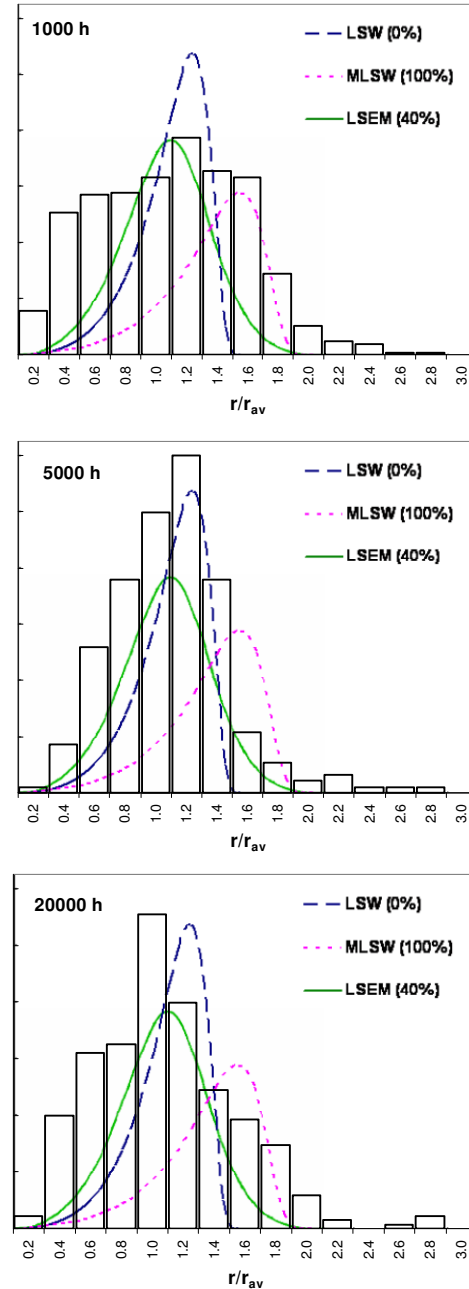 1000 h
LSW (0%)
MLSW (100%)
LSEM (40%)
0.2 0.4 0.6 0.8 1.0 1.2 1.4 1.6 1.8 2.0 2.2 2.4 2.6 2.8 3.0
r/rav
5000 h
LSW (0%)
MLSW (100%)
LSEM (40%)
0.2 0.4 0.6 0.8 1.0 1.2 1.4 1.6 1.8 2.0 2.2 2.4 2.6 2.8 3.0
r/rav
20000 h
LSW (0%)
MLSW (100%)
LSEM (40%)
0.2 0.4 0.6 0.8 1.0 1.2 1.4 1.6 1.8 2.0 2.2 2.4 2.6 2.8 3.0
r/rav